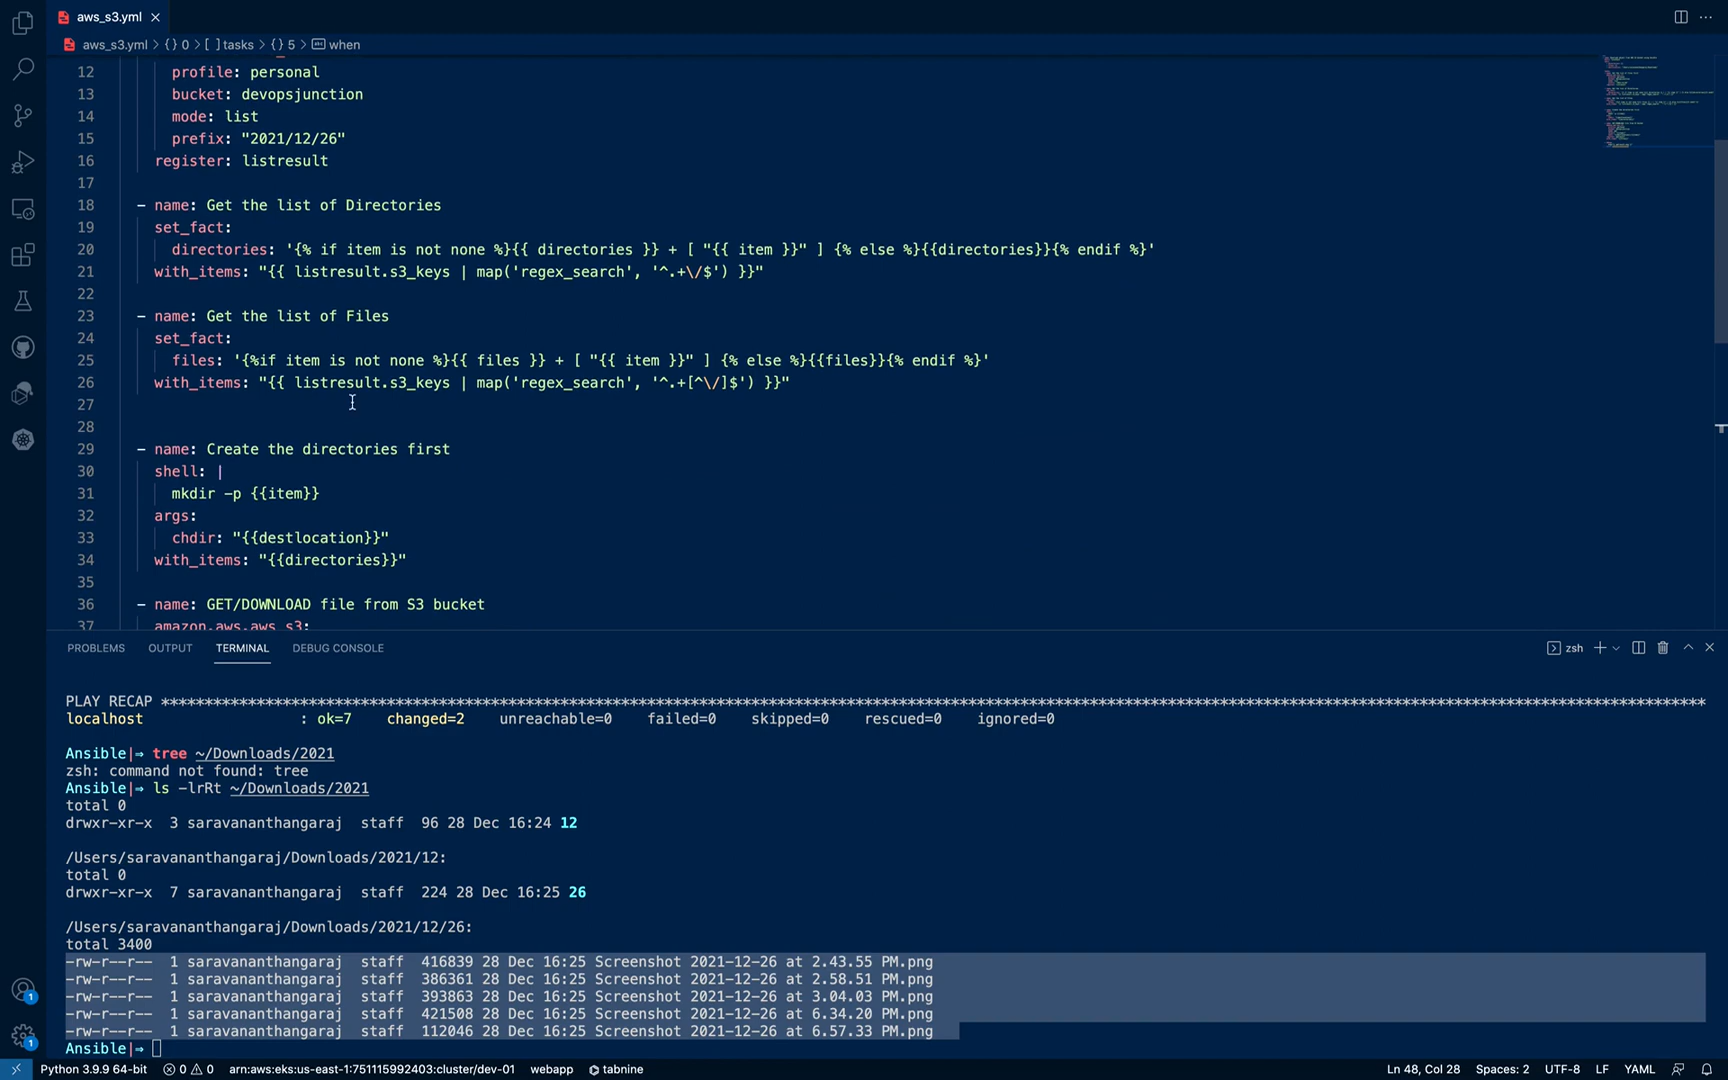 aws_s3.yml
aws_s3.yml > {} 0 > [ ] tasks > {} 5 > when
12 profile: personal
13 bucket: devopsjunction
14 mode: list
15 prefix: "2021/12/26"
16 register: listresult
17
18 - name: Get the list of Directories
19 set_fact:
20 directories: '{% if item is not none %}{{ directories }} + [ "{{ item }}" ] {% else %}{{directories}}{% endif %}'
21 with_items: "{{ listresult.s3_keys | map('regex_search', '^.+\/$') }}"
22
23 - name: Get the list of Files
24 set_fact:
25 files: '{%if item is not none %}{{ files }} + [ "{{ item }}" ] {% else %}{{files}}{% endif %}'
26 with_items: "{{ listresult.s3_keys | map('regex_search', '^.+[^\/]$') }}"
27
28
29 - name: Create the directories first
30 shell: |
31 mkdir -p {{item}}
32 args:
33 chdir: "{{destlocation}}"
34 with_items: "{{directories}}"
35
36 - name: GET/DOWNLOAD file from S3 bucket
37 amazon.aws.aws_s3:
PROBLEMS OUTPUT TERMINAL DEBUG CONSOLE zsh
PLAY RECAP *********************************************************************************************************************************************************************************
localhost : ok=7 changed=2 unreachable=0 failed=0 skipped=0 rescued=0 ignored=0
Ansible|⇒ tree ~/Downloads/2021
zsh: command not found: tree
Ansible|⇒ ls -lrRt ~/Downloads/2021
total 0
drwxr-xr-x 3 saravananthangaraj staff 96 28 Dec 16:24 12
/Users/saravananthangaraj/Downloads/2021/12:
total 0
drwxr-xr-x 7 saravananthangaraj staff 224 28 Dec 16:25 26
/Users/saravananthangaraj/Downloads/2021/12/26:
total 3400
-rw-r--r-- 1 saravananthangaraj staff 416839 28 Dec 16:25 Screenshot 2021-12-26 at 2.43.55 PM.png
-rw-r--r-- 1 saravananthangaraj staff 386361 28 Dec 16:25 Screenshot 2021-12-26 at 2.58.51 PM.png
-rw-r--r-- 1 saravananthangaraj staff 393863 28 Dec 16:25 Screenshot 2021-12-26 at 3.04.03 PM.png
-rw-r--r-- 1 saravananthangaraj staff 421508 28 Dec 16:25 Screenshot 2021-12-26 at 6.34.20 PM.png
-rw-r--r-- 1 saravananthangaraj staff 112046 28 Dec 16:25 Screenshot 2021-12-26 at 6.57.33 PM.png
Ansible|⇒
1
1
Python 3.9.9 64-bit 0 0 arn:aws:eks:us-east-1:751115992403:cluster/dev-01 webapp tabnine Ln 48, Col 28 Spaces: 2 UTF-8 LF YAML